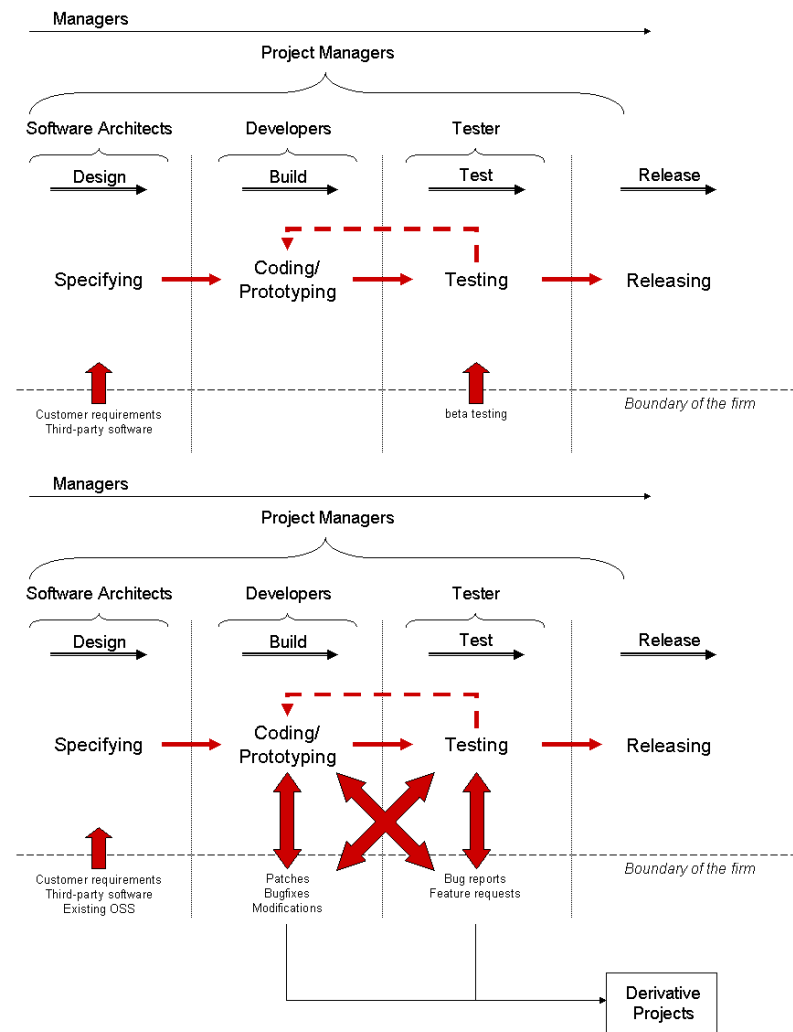 Managers
Project Managers
Software Architects
Developers
Tester
Design
Build
Test
Release
Specifying
Coding/
Prototyping
Testing
Releasing
Customer requirements
Third-party software
beta testing
Boundary of the firm
Managers
Project Managers
Software Architects
Developers
Tester
Design
Build
Test
Release
Specifying
Coding/
Prototyping
Testing
Releasing
Boundary of the firm
Customer requirements
Third-party software
Existing OSS
Patches
Bugfixes
Modifications
Bug reports
Feature requests
Derivative
Projects